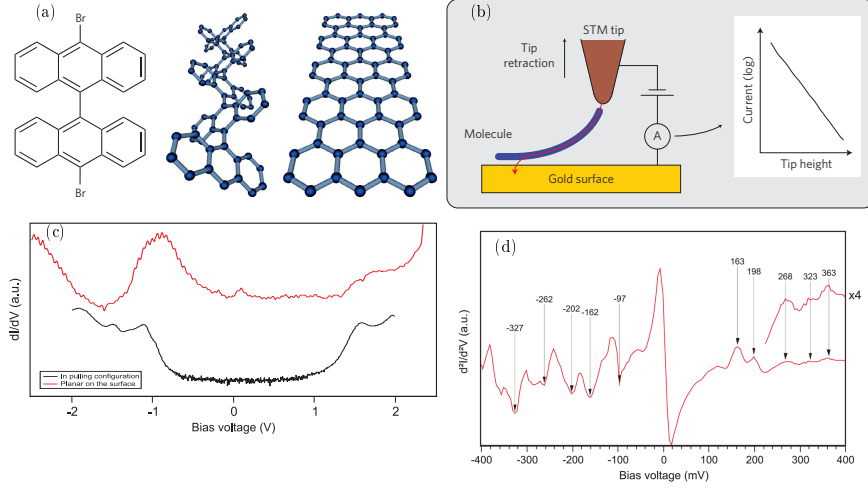 (a)
Br
Br
(b)
STM tip
Tip
retraction
Molecule
A
Gold surface
Current (log)
Tip height
(c)
dI/dV (a.u.)
In pulling configuration
Planar on the surface
-2
-1
0
1
2
Bias voltage (V)
(d)
d²I/d²V (a.u.)
-327
-262
-202
-162
-97
163
198
268
323
363
x4
-400
-300
-200
-100
0
100
200
300
400
Bias voltage (mV)